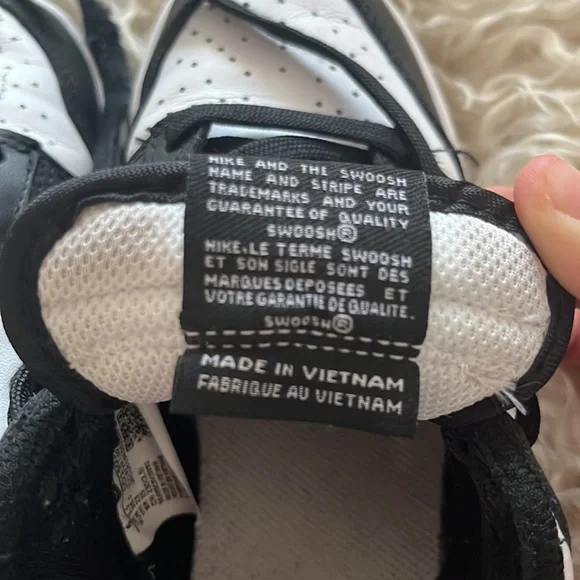 NIKE AND THE SWOOSH
NAME AND STRIPE ARE
TRADEMARKS AND YOUR
GUARANTEE OF QUALITY
SWOOSH®
NIKE.LE TERME SWOOSH
ET SON SIGLE SONT DES
MARQUES DEPOSEES ET
VOTRE GARANTIE DE QUALITE.
SWOOSH®
MADE IN VIETNAM
FABRIQUE AU VIETNAM